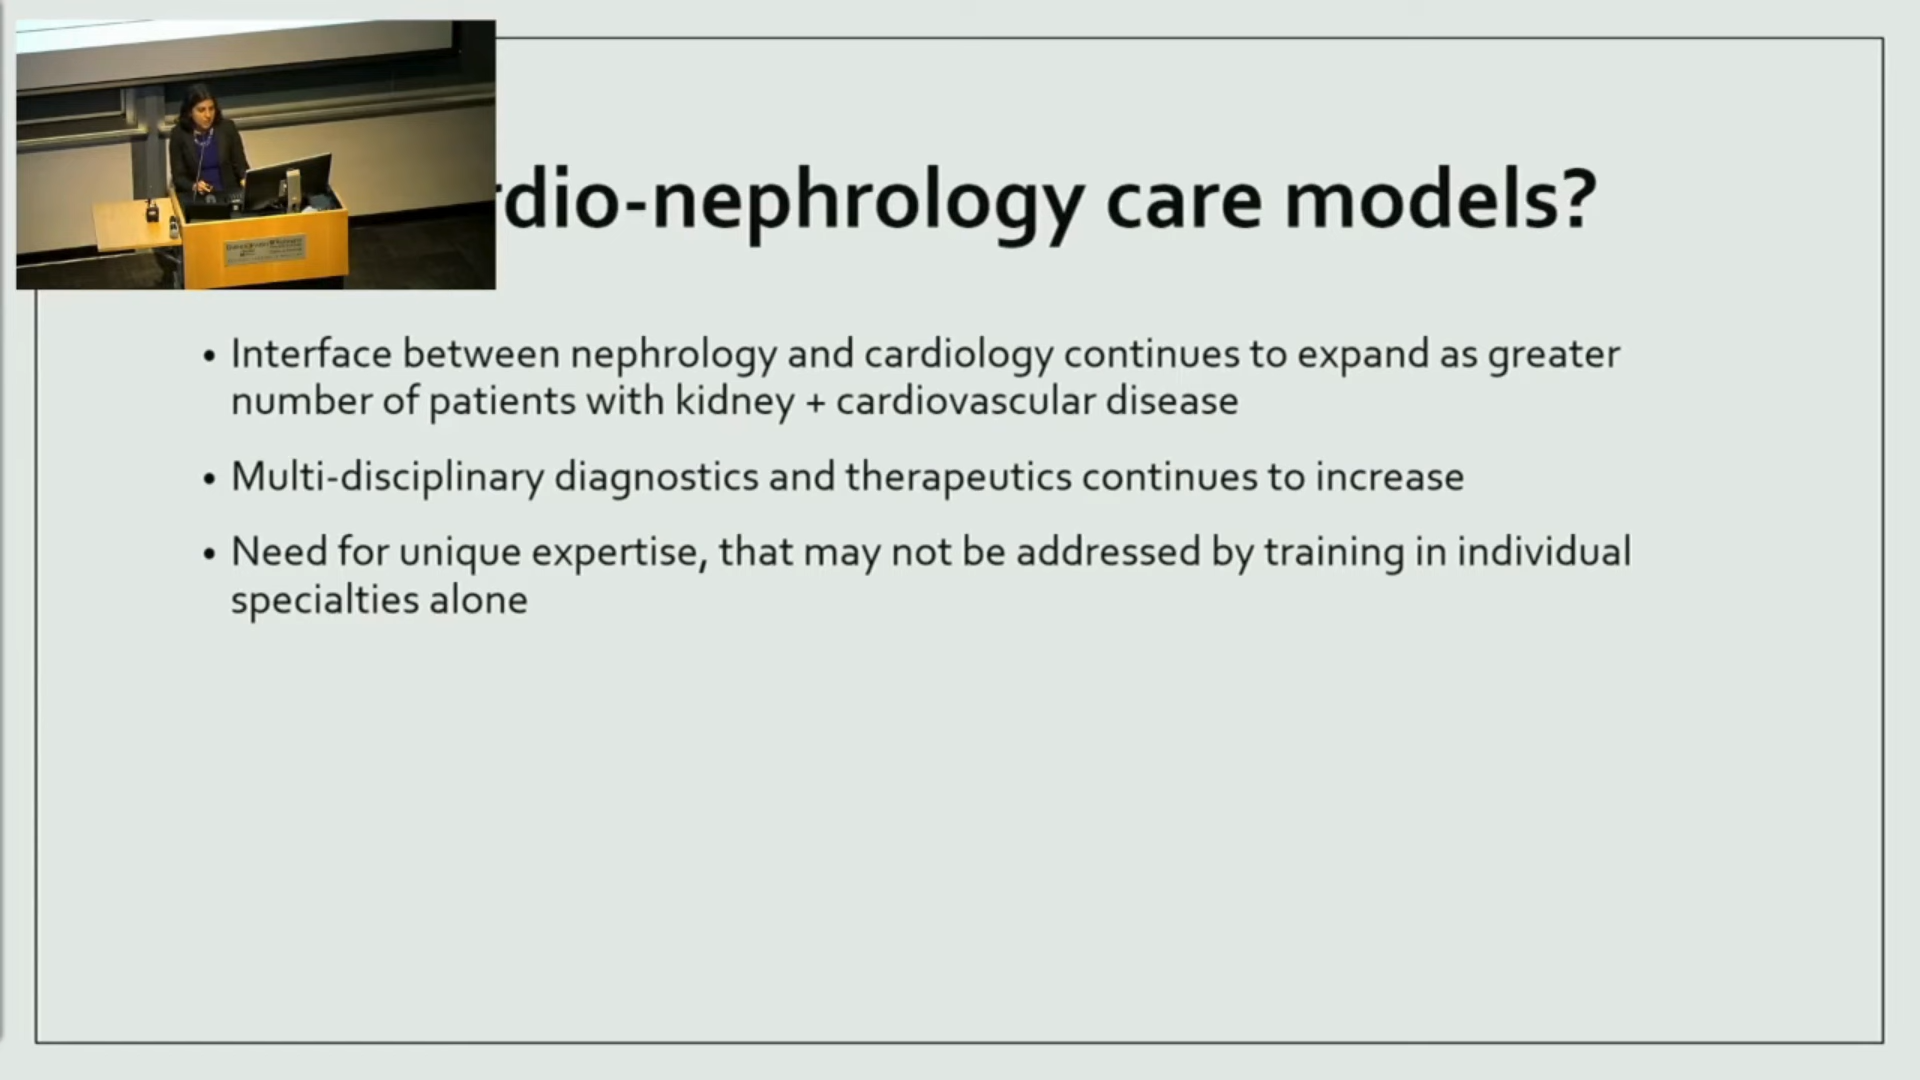 rdio-nephrology care models?
• Interface between nephrology and cardiology continues to expand as greater
number of patients with kidney + cardiovascular disease
• Multi-disciplinary diagnostics and therapeutics continues to increase
• Need for unique expertise, that may not be addressed by training in individual
specialties alone